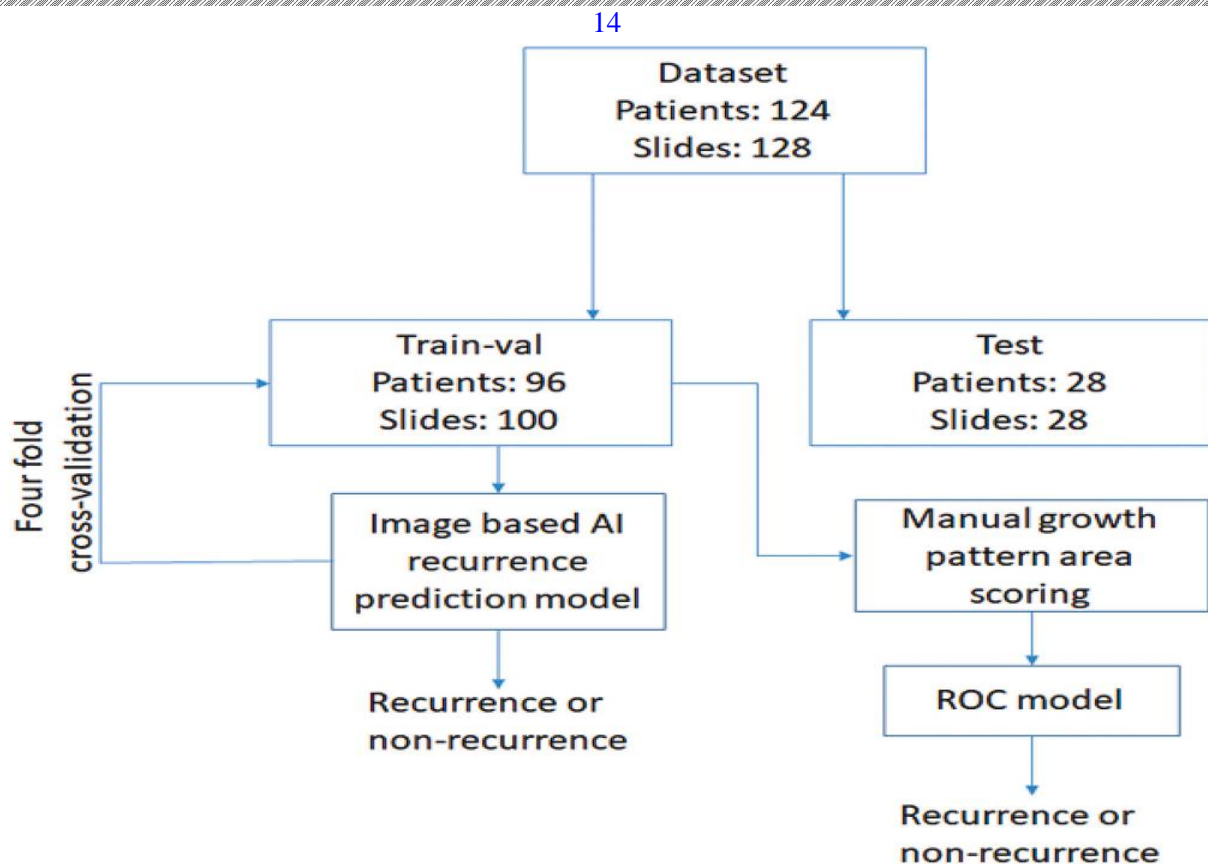 14
Dataset
Patients: 124
Slides: 128
Train-val
Patients: 96
Slides: 100
Test
Patients: 28
Slides: 28
Four fold
cross-validation
Image based AI
recurrence
prediction model
Manual growth
pattern area
scoring
Recurrence or
non-recurrence
ROC model
Recurrence or
non-recurrence